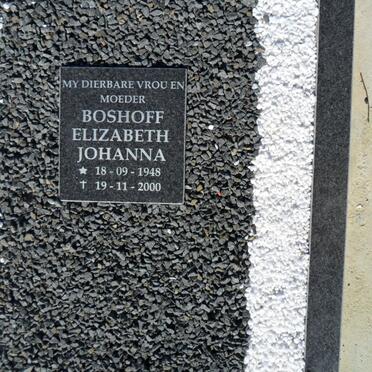 MY DIERBARE VROU EN
MOEDER
BOSHOFF
ELIZABETH
JOHANNA
★ 18 - 09 - 1948
✝ 19 - 11 - 2000